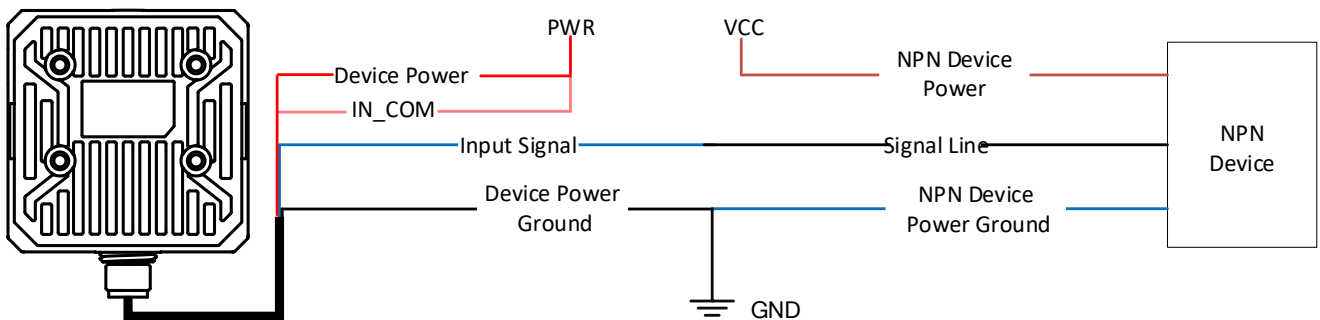 PWR
VCC
Device Power
NPN Device
Power
IN_COM
Input Signal
Signal Line
NPN
Device
Device Power
Ground
NPN Device
Power Ground
GND